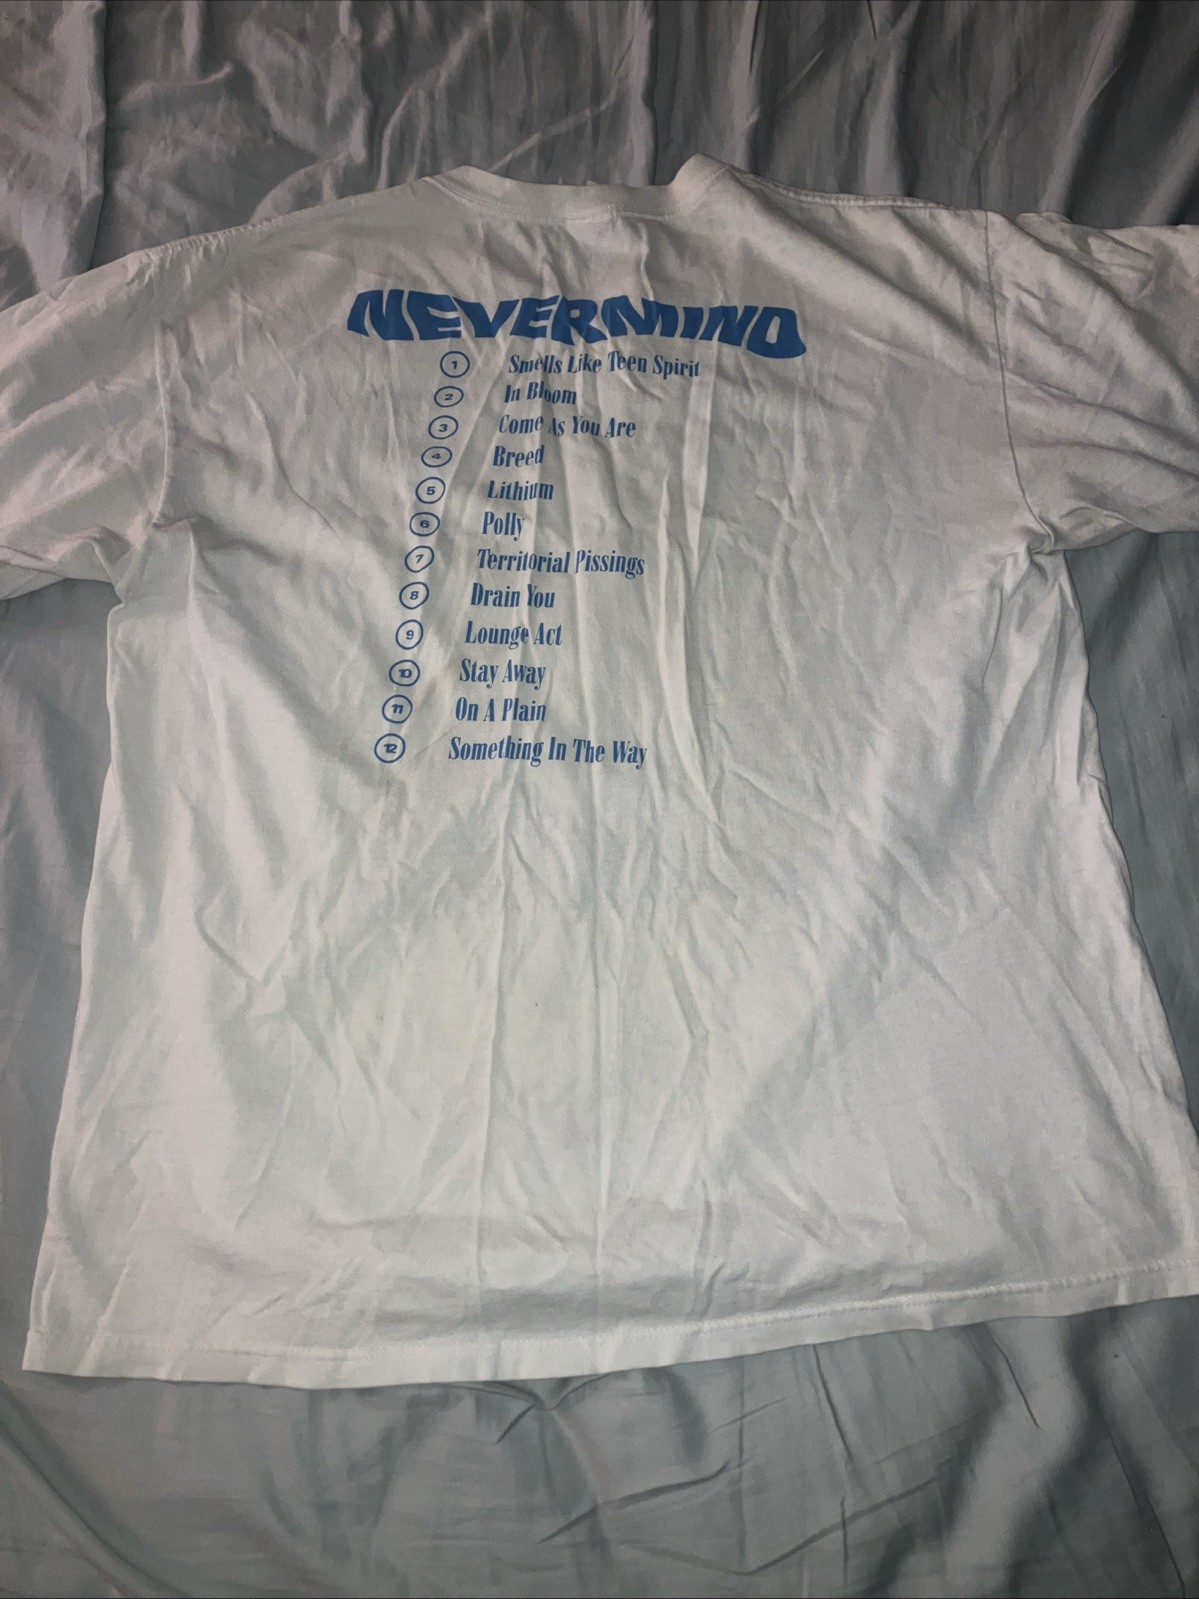 NEVERMIND
1 Smells Like Teen Spirit
2 In Bloom
3 Come As You Are
4 Breed
5 Lithium
6 Polly
7 Territorial Pissings
8 Drain You
9 Lounge Act
10 Stay Away
11 On A Plain
12 Something In The Way